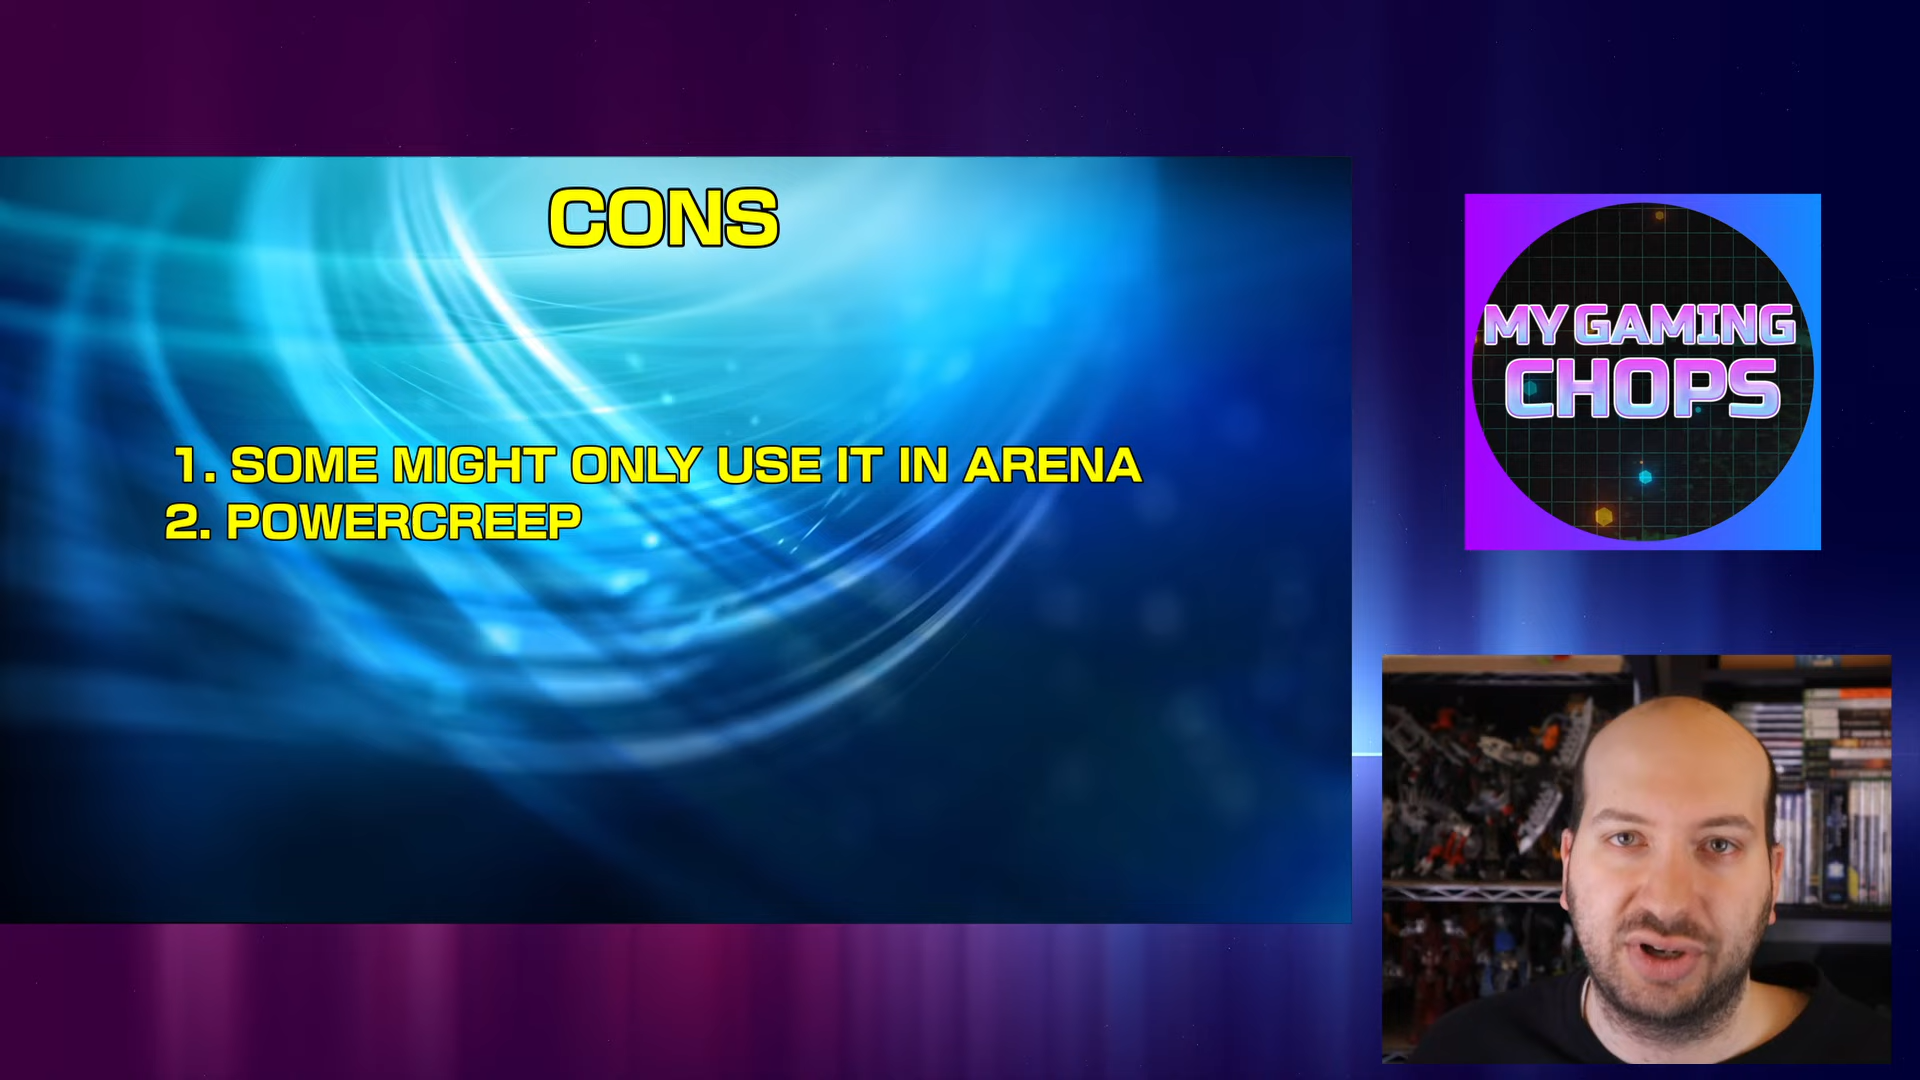 CONS
1. SOME MIGHT ONLY USE IT IN ARENA
2. POWERCREEP
MY GAMING
CHOPS